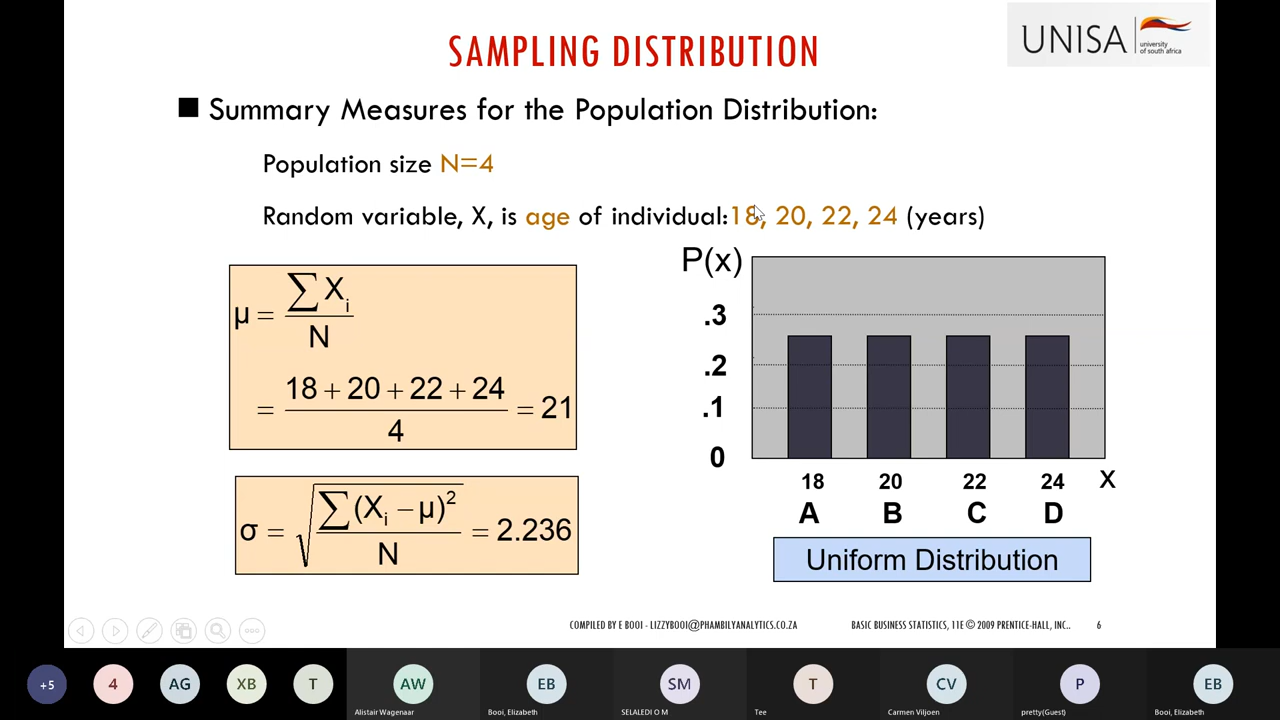 SAMPLING DISTRIBUTION
UNISA
university
of south africa
■ Summary Measures for the Population Distribution:
Population size N=4
Random variable, X, is age of individual:18, 20, 22, 24 (years)
μ = ∑ Xi / N
= 18 + 20 + 22 + 24 / 4 = 21
σ = √ ∑ (Xi − μ)² / N = 2.236
P(x)
.3
.2
.1
0
18 20 22 24 X
A B C D
Uniform Distribution
COMPILED BY E BOOI - LIZZYBOOI@PHAMBILYANALYTICS.CO.ZA BASIC BUSINESS STATISTICS, 11E © 2009 PRENTICE-HALL, INC.. 6
+5 4 AG XB T AW EB SM T CV P EB
Alistair Wagenaar Booi, Elizabeth SELALEDI O M Tee Carmen Viljoen pretty(Guest) Booi, Elizabeth